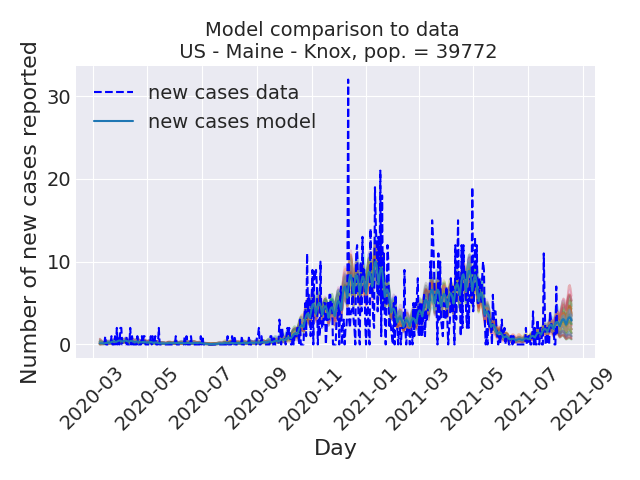 Model comparison to data
US - Maine - Knox, pop. = 39772
Number of new cases reported
30
20
10
0
new cases data
new cases model
2020-03
2020-05
2020-07
2020-09
2020-11
2021-01
2021-03
2021-05
2021-07
2021-09
Day